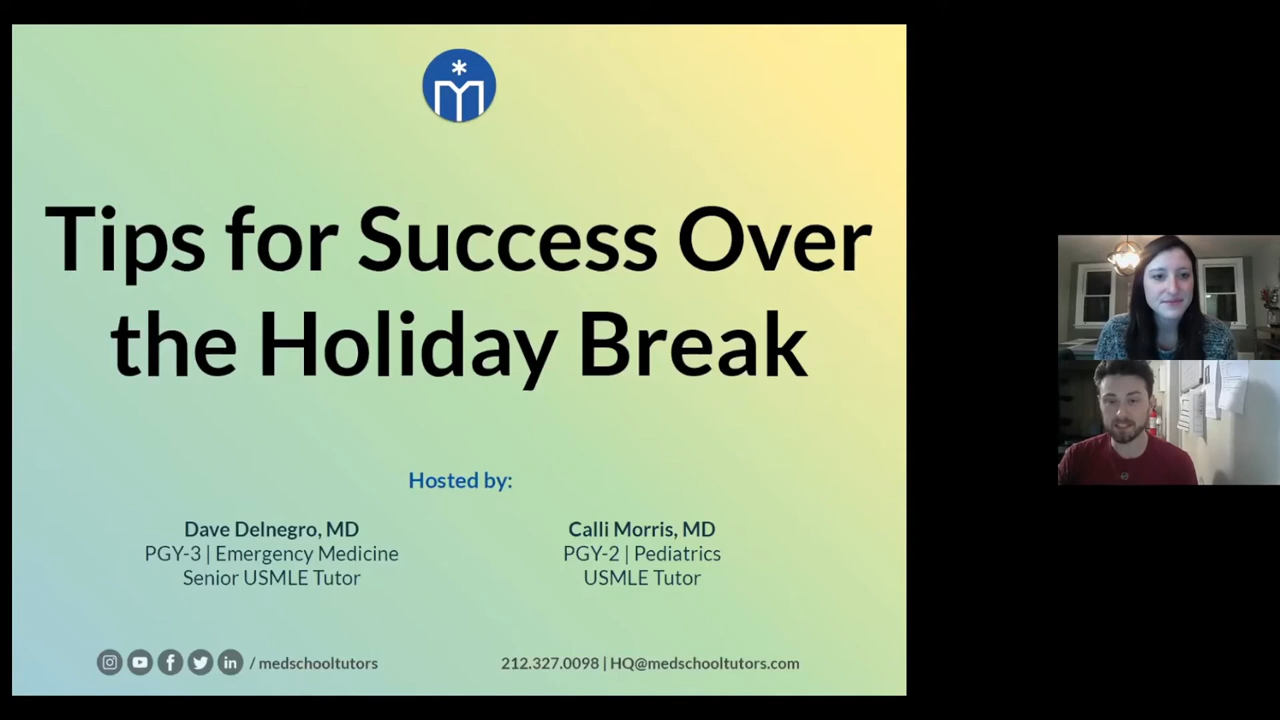 Tips for Success Over
the Holiday Break
Hosted by:
Dave Delnegro, MD
PGY-3 | Emergency Medicine
Senior USMLE Tutor
Calli Morris, MD
PGY-2 | Pediatrics
USMLE Tutor
/ medschooltutors
212.327.0098 | HQ@medschooltutors.com